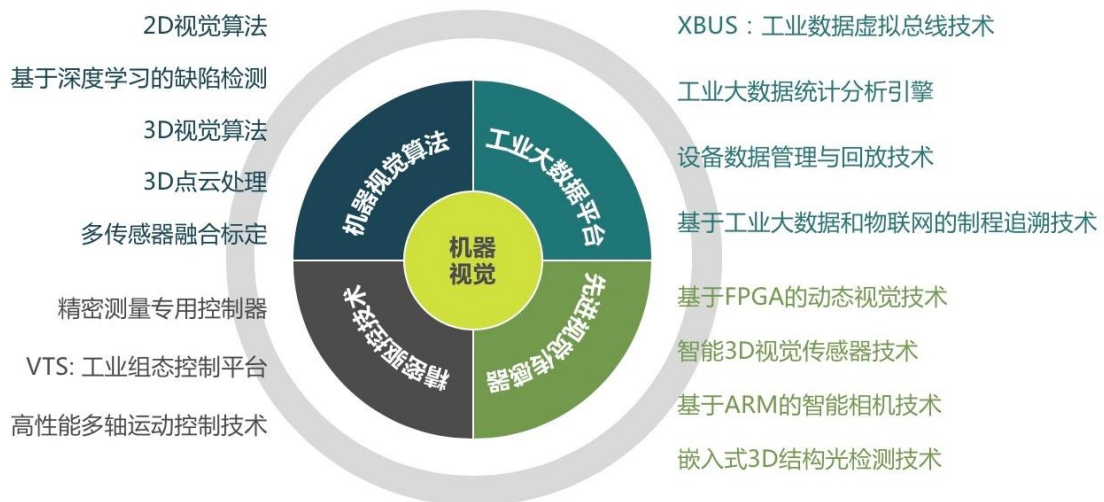 2D视觉算法
基于深度学习的缺陷检测
3D视觉算法
3D点云处理
多传感器融合标定
精密测量专用控制器
VTS: 工业组态控制平台
高性能多轴运动控制技术
机器视觉算法
工业大数据平台
机器
视觉
精密驱控技术
先进视觉传感器
XBUS：工业数据虚拟总线技术
工业大数据统计分析引擎
设备数据管理与回放技术
基于工业大数据和物联网的制程追溯技术
基于FPGA的动态视觉技术
智能3D视觉传感器技术
基于ARM的智能相机技术
嵌入式3D结构光检测技术